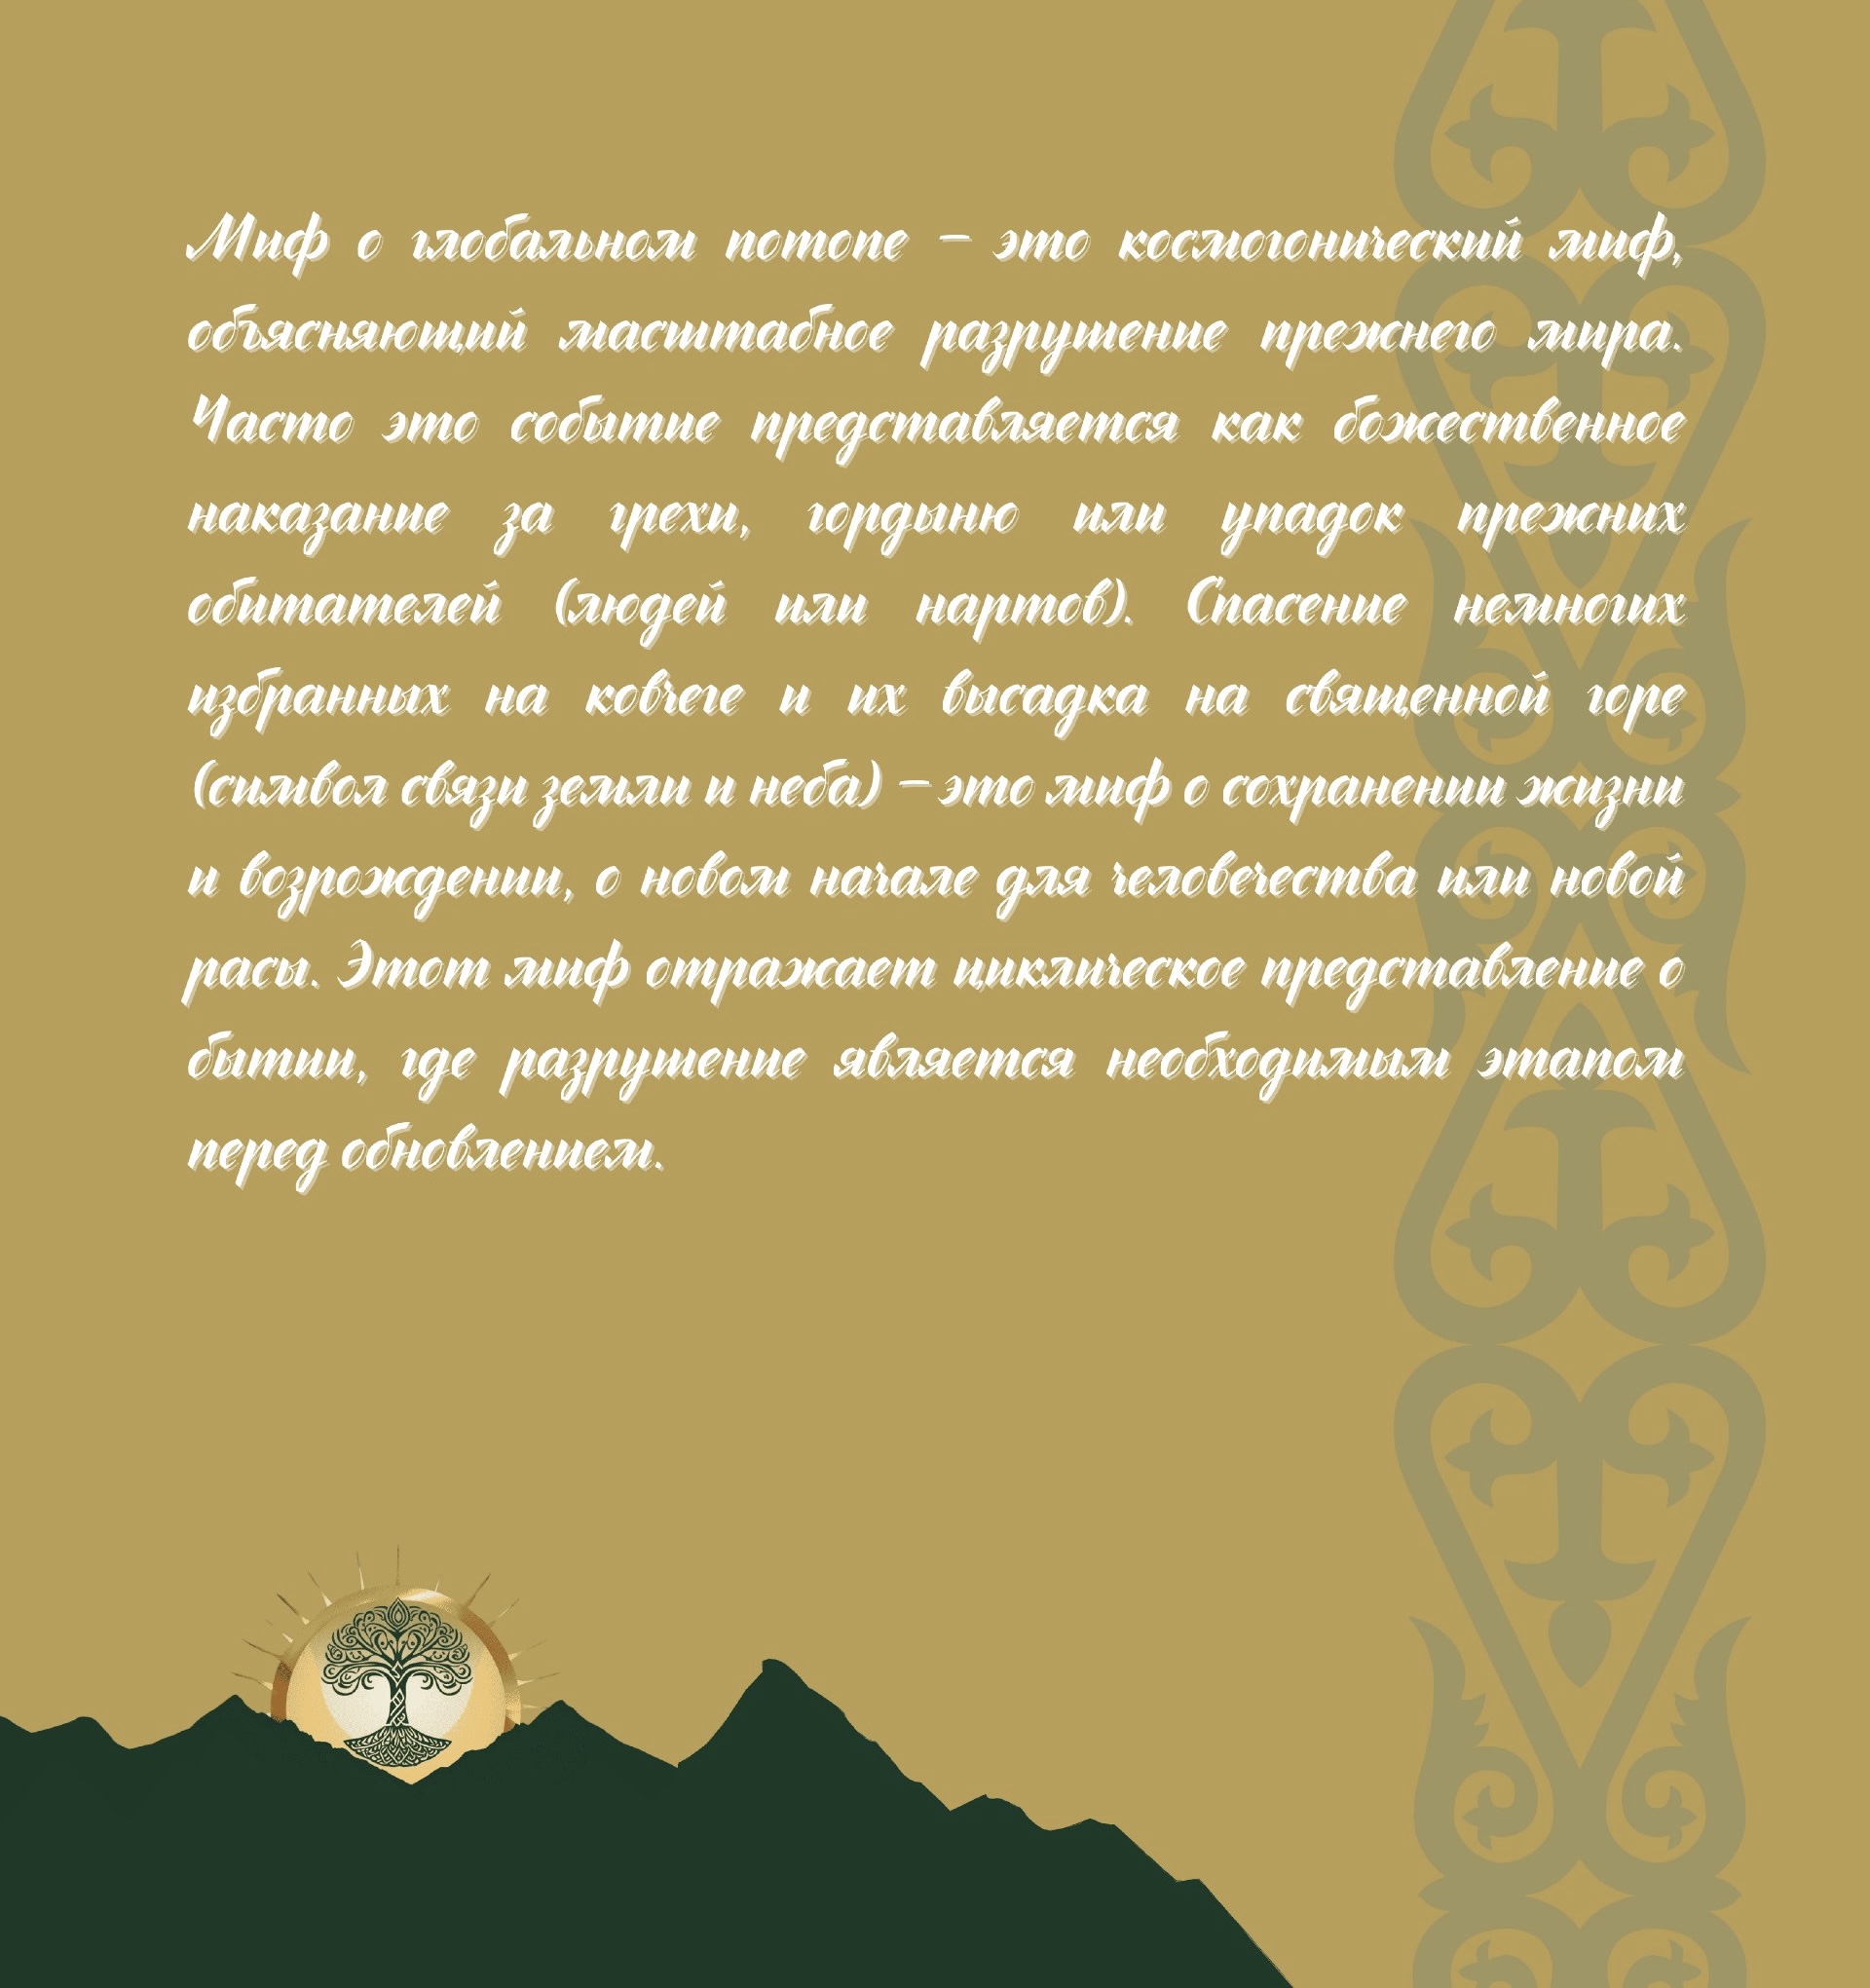 Миф о глобальном потопе – это космогонический миф,
объясняющий масштабное разрушение прежнего мира.
Часто это событие представляется как божественное
наказание за грехи, гордыню или упадок прежних
обитателей (людей или нартов). Спасение немногих
избранных на ковчеге и их высадка на священной горе
(символ связи земли и неба) – это миф о сохранении жизни
и возрождении, о новом начале для человечества или новой
расы. Этот миф отражает циклическое представление о
бытии, где разрушение является необходимым этапом
перед обновлением.